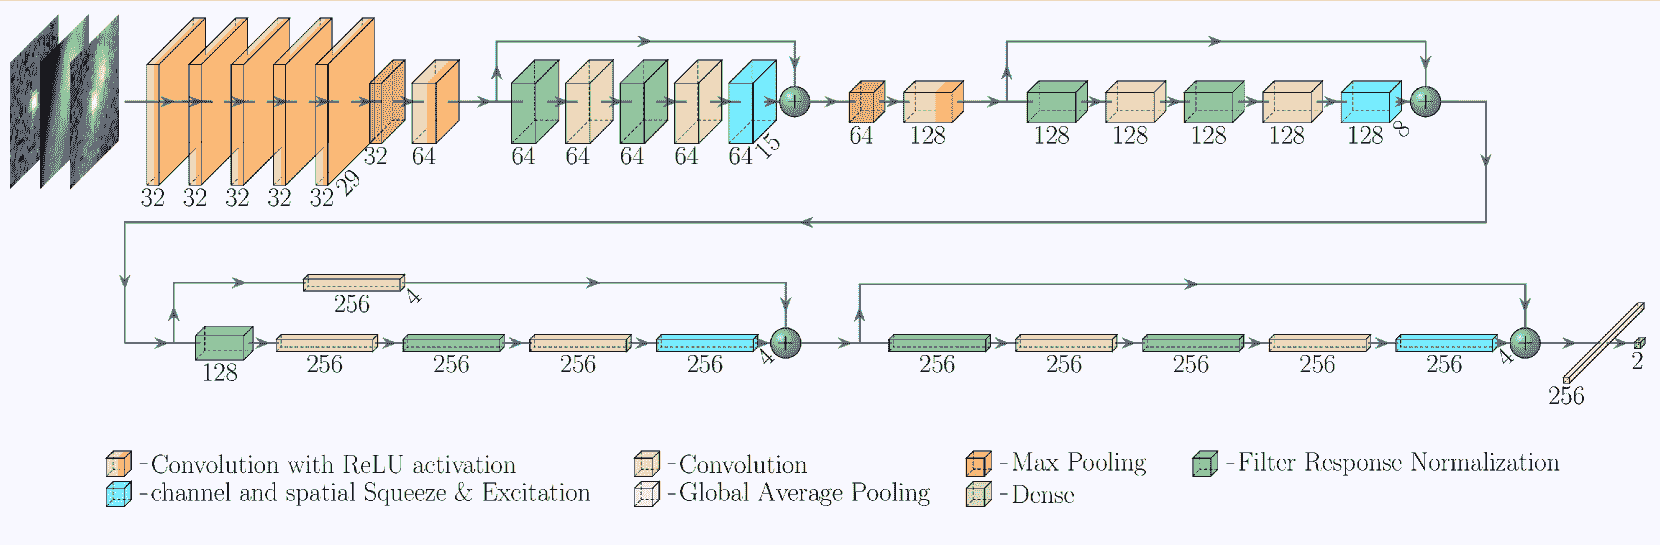 32 32 32 32 32 29 32 64 64 64 64 64 64 15 64 128 128 128 128 128 128 8
256 4
128 256 256 256 256 4 256 256 256 256 256 4 256 2
-Convolution with ReLU activation -Convolution -Max Pooling -Filter Response Normalization
-channel and spatial Squeeze & Excitation -Global Average Pooling -Dense